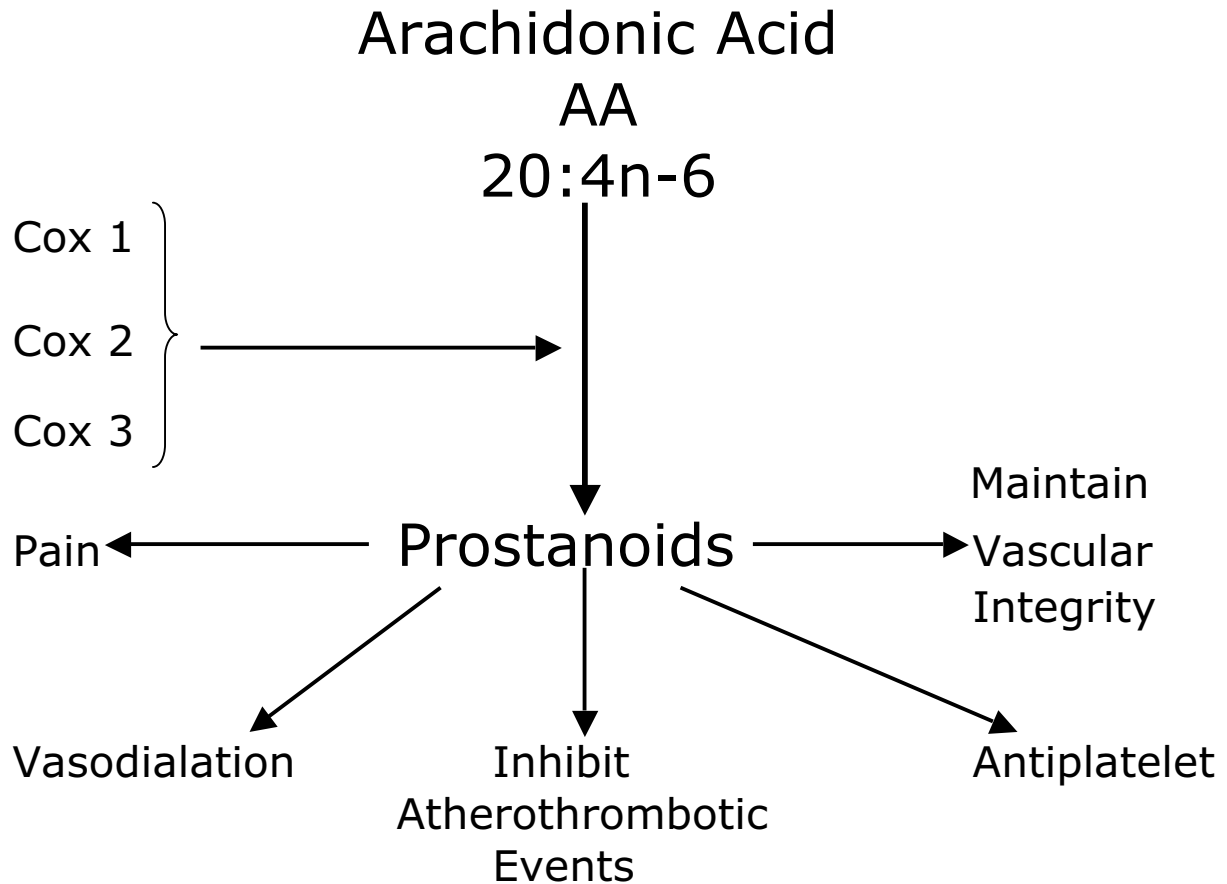 Arachidonic Acid
AA
20:4n-6
Cox 1
Cox 2
Cox 3
Pain
Prostanoids
Maintain
Vascular
Integrity
Vasodialation
Inhibit
Atherothrombotic
Events
Antiplatelet